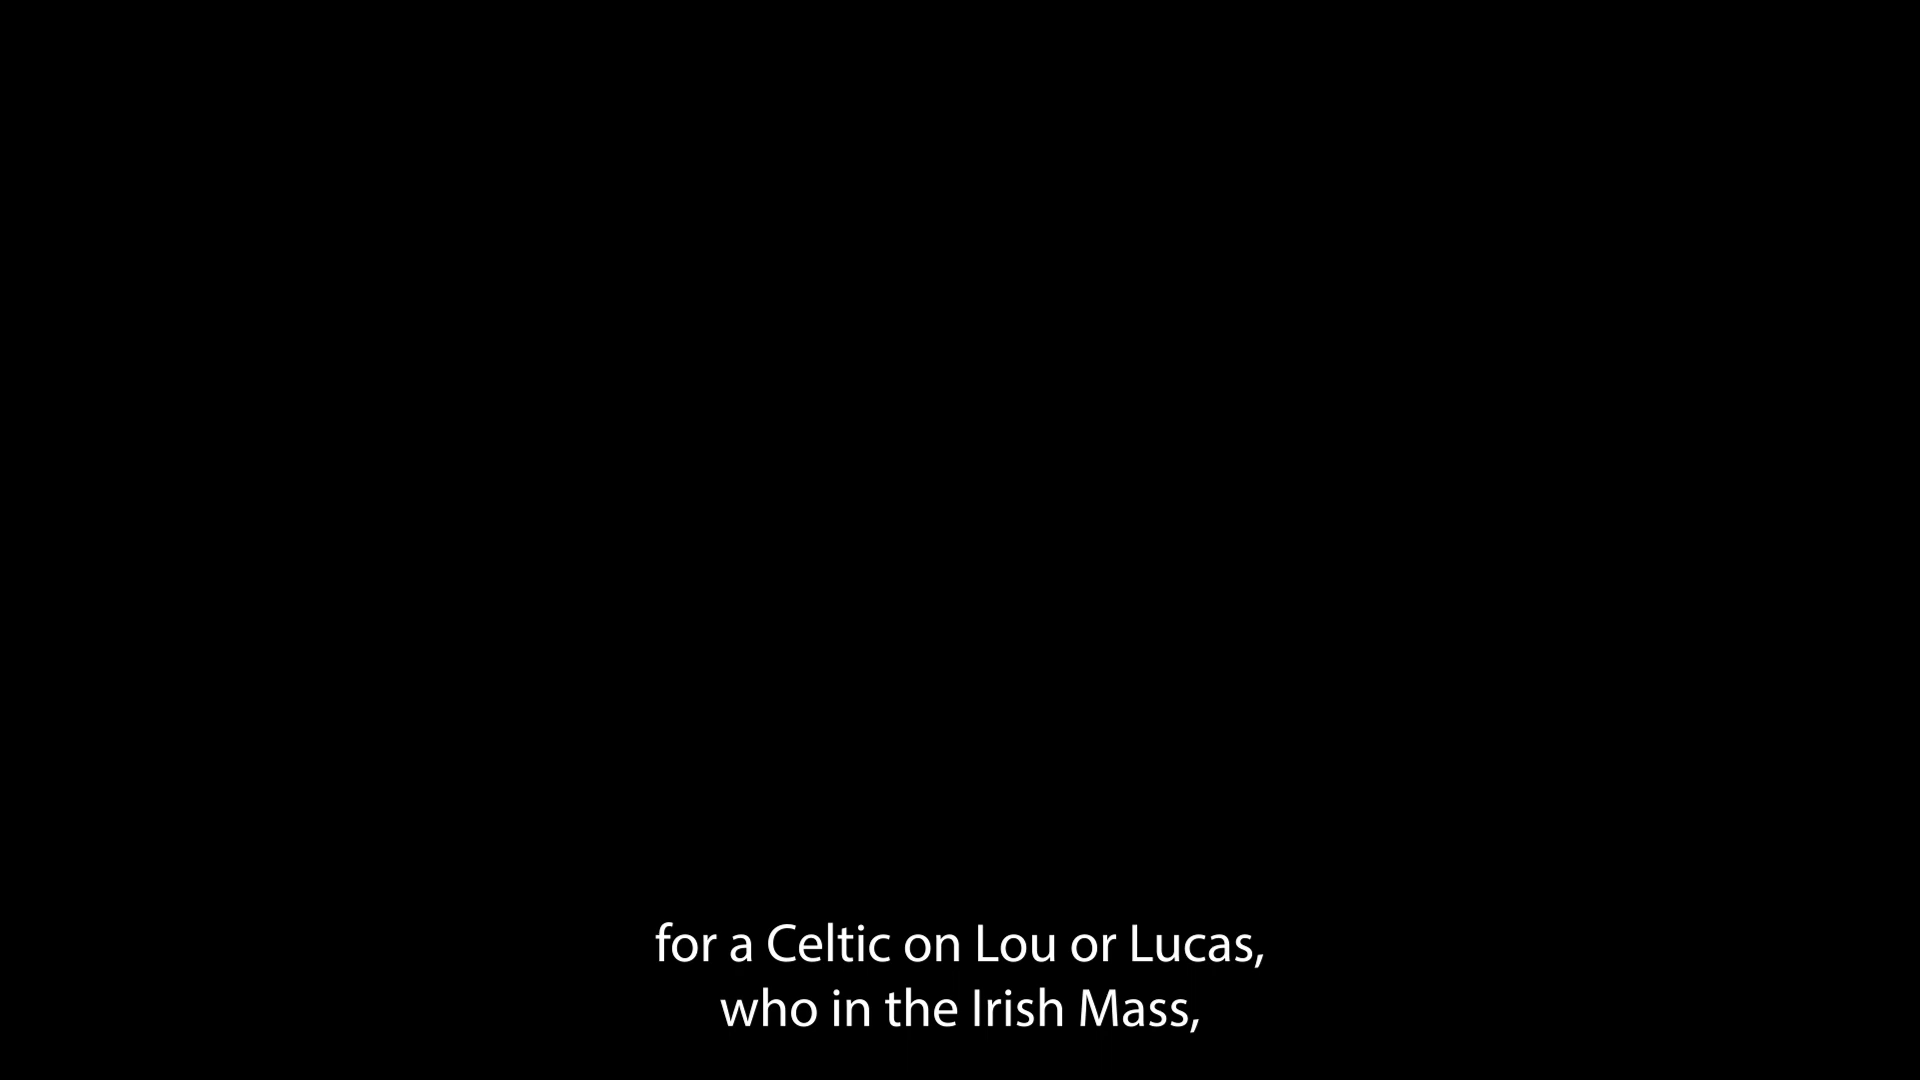 for a Celtic on Lou or Lucas,
who in the Irish Mass,